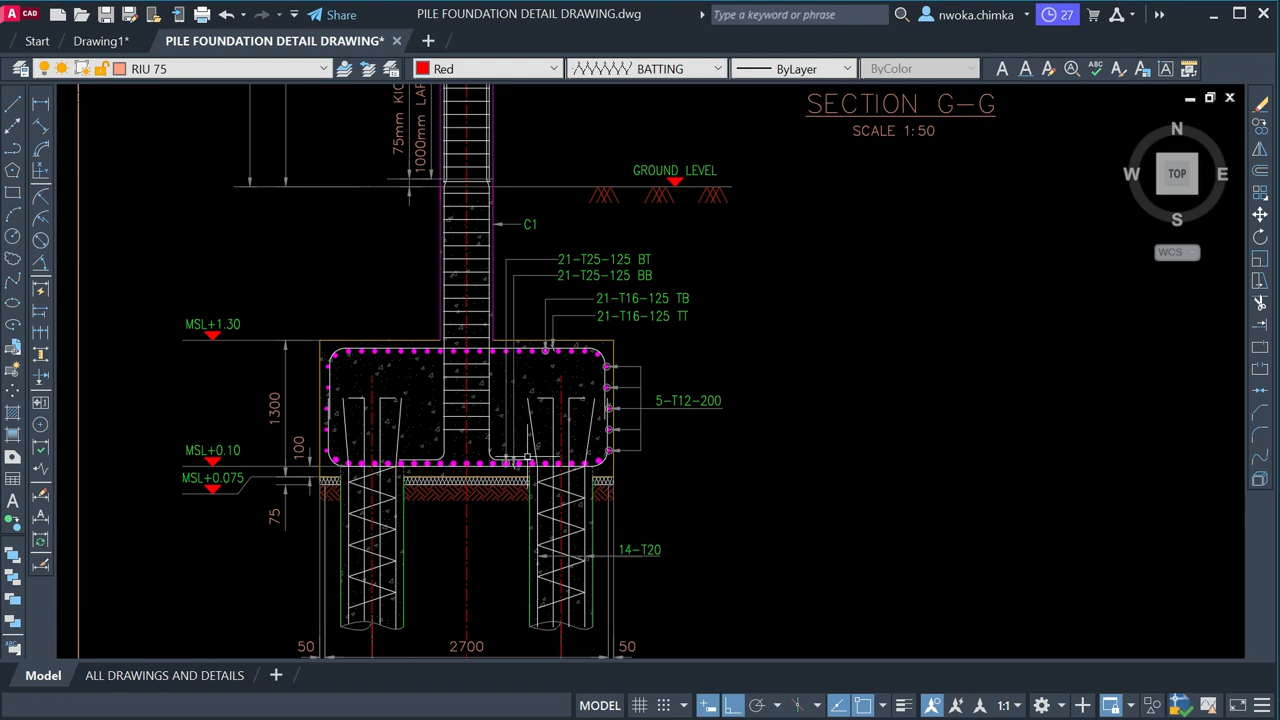 A CAD
Share
PILE FOUNDATION DETAIL DRAWING.dwg
Type a keyword or phrase
nwoka.chimka
27
Start
Drawing1*
PILE FOUNDATION DETAIL DRAWING*
RIU 75
Red
BATTING
ByLayer
ByColor
SECTION G-G
SCALE 1:50
N
W
TOP
E
S
WCS
75mm KIC
1000mm LAP
GROUND LEVEL
C1
21-T25-125 BT
21-T25-125 BB
21-T16-125 TB
21-T16-125 TT
MSL+1.30
1300
100
5-T12-200
MSL+0.10
MSL+0.075
75
14-T20
50
2700
50
Model
ALL DRAWINGS AND DETAILS
MODEL
1:1